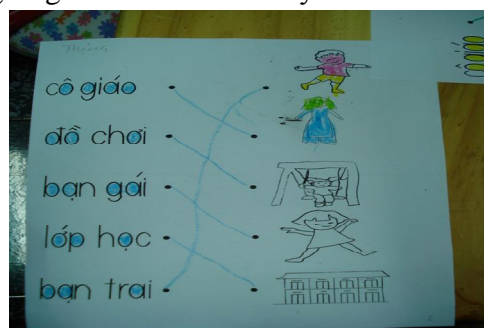 cô giáo
đồ chơi
bạn gái
lớp học
bạn trai